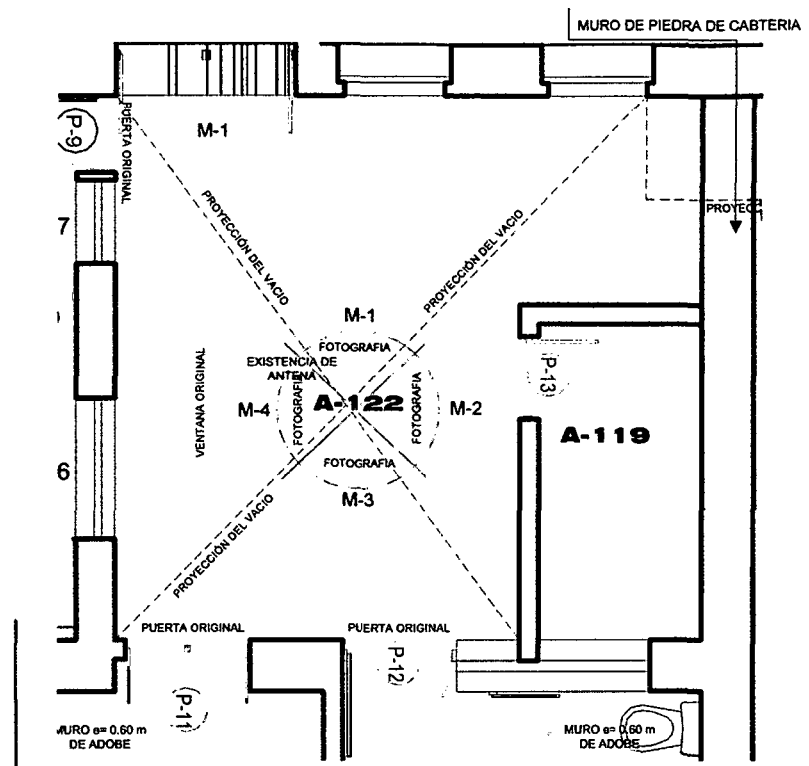 MURO DE PIEDRA DE CABTERIA
P-9
PUERTA ORIGINAL
M-1
7
PROYECCIÓN DEL VACIO
PROYECCIÓN DEL VACIO
PROYEC
M-1
FOTOGRAFIA
EXISTENCIA DE
ANTENA
VENTANA ORIGINAL
M-4
FOTOGRAFIA
A-122
FOTOGRAFIA
M-2
P-13
A-119
FOTOGRAFIA
M-3
6
PROYECCIÓN DEL VACIO
PUERTA ORIGINAL
PUERTA ORIGINAL
P-11
P-12
MURO e= 0.60 m
DE ADOBE
MURO e= 0.60 m
DE ADOBE